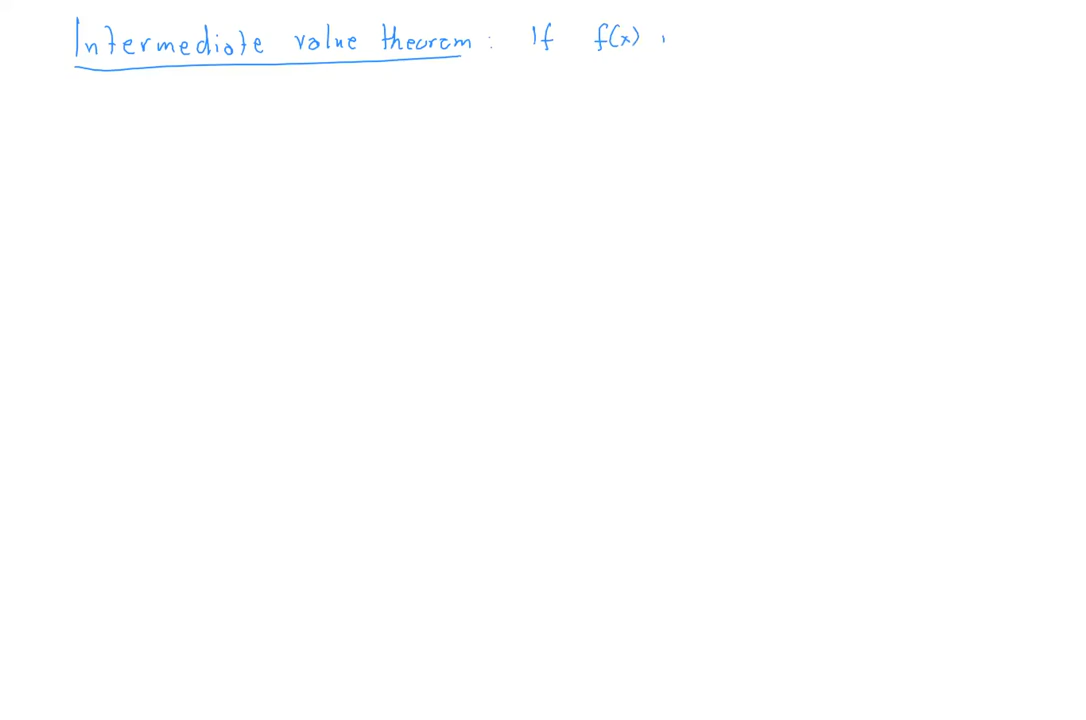 Intermediate value theorem : If f(x)